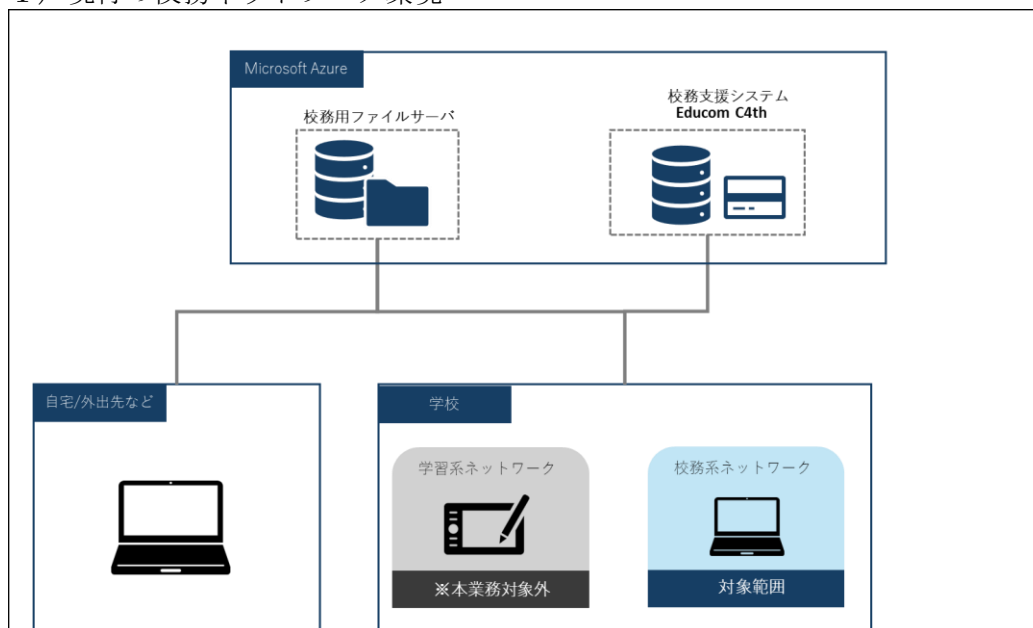 Microsoft Azure
校務用ファイルサーバ
校務支援システム
Educom C4th
自宅/外出先など
学校
学習系ネットワーク
校務系ネットワーク
※本業務対象外
対象範囲